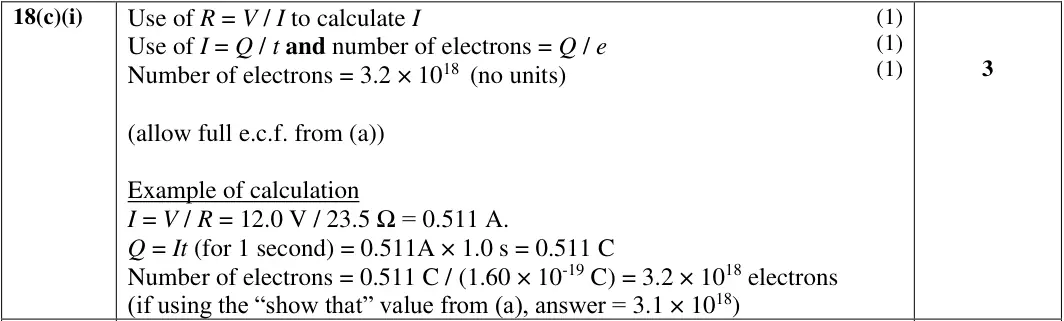 18(c)(i) Use of R = V / I to calculate I (1)
Use of I = Q / t and number of electrons = Q / e (1)
Number of electrons = 3.2 × 10¹⁸ (no units) (1) 3
(allow full e.c.f. from (a))
Example of calculation
I = V / R = 12.0 V / 23.5 Ω = 0.511 A.
Q = It (for 1 second) = 0.511A × 1.0 s = 0.511 C
Number of electrons = 0.511 C / (1.60 × 10⁻¹⁹ C) = 3.2 × 10¹⁸ electrons
(if using the “show that” value from (a), answer = 3.1 × 10¹⁸)